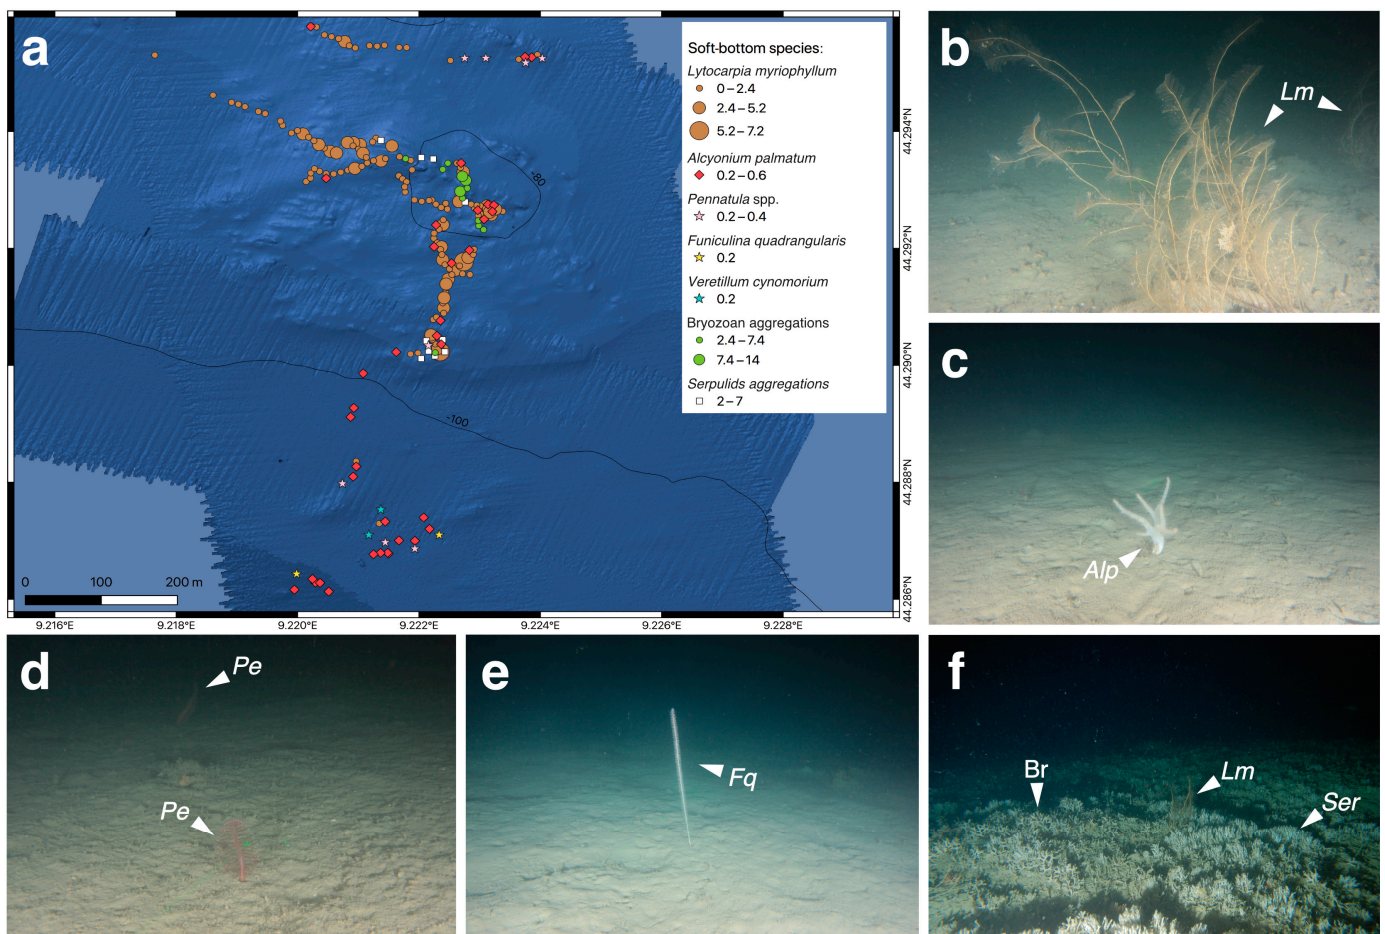 a
Soft-bottom species:
Lytocarpia myriophyllum
0–2.4
2.4–5.2
5.2–7.2
Alcyonium palmatum
0.2–0.6
Pennatula spp.
0.2–0.4
Funiculina quadrangularis
0.2
Veretillum cynomorium
0.2
Bryozoan aggregations
2.4–7.4
7.4–14
Serpulids aggregations
2–7
-80
-100
0 100 200 m
44.294°N
44.292°N
44.290°N
44.288°N
44.286°N
9.216°E 9.218°E 9.220°E 9.222°E 9.224°E 9.226°E 9.228°E
b
Lm
c
Alp
d
Pe
Pe
e
Fq
f
Br
Lm
Ser